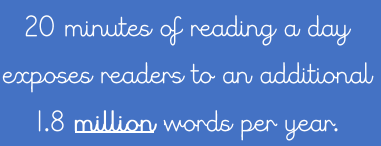 20 minutes of reading a day
exposes readers to an additional
1.8 million words per year.